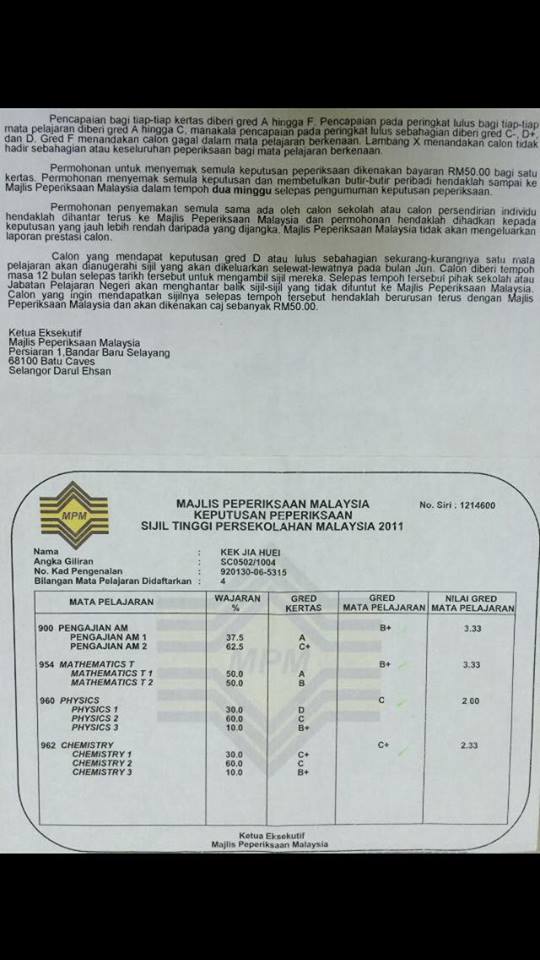 Pencapaian bagi tiap-tiap kertas diberi gred A hingga F. Pencapaian pada peringkat lulus bagi tiap-tiap
mata pelajaran diberi gred A hingga C, manakala pencapaian pada peringkat lulus sebahagian diberi gred C-, D+,
dan D. Gred F menandakan calon gagal dalam mata pelajaran berkenaan. Lambang X menandakan calon tidak
hadir sebahagian atau keseluruhan peperiksaan bagi mata pelajaran berkenaan.
Permohonan untuk menyemak semula keputusan peperiksaan dikenakan bayaran RM50.00 bagi satu
kertas. Permohonan menyemak semula keputusan dan membetulkan butir-butir peribadi hendaklah sampai ke
Majlis Peperiksaan Malaysia dalam tempoh dua minggu selepas pengumuman keputusan peperiksaan.
Permohonan penyemakan semula sama ada oleh calon sekolah atau calon persendirian individu
hendaklah dihantar terus ke Majlis Peperiksaan Malaysia dan permohonan hendaklah dihadkan kepada
keputusan yang jauh lebih rendah daripada yang dijangka. Majlis Peperiksaan Malaysia tidak akan mengeluarkan
laporan prestasi calon.
Calon yang mendapat keputusan gred D atau lulus sebahagian sekurang-kurangnya satu mata
pelajaran akan dianugerahi sijil yang akan dikeluarkan selewat-lewatnya pada bulan Jun. Calon diberi tempoh
masa 12 bulan selepas tarikh tersebut untuk mengambil sijil mereka. Selepas tempoh tersebut pihak sekolah atau
Jabatan Pelajaran Negeri akan menghantar balik sijil-sijil yang tidak dituntut ke Majlis Peperiksaan Malaysia.
Calon yang ingin mendapatkan sijilnya selepas tempoh tersebut hendaklah berurusan terus dengan Majlis
Peperiksaan Malaysia dan akan dikenakan caj sebanyak RM50.00.
Ketua Eksekutif
Majlis Peperiksaan Malaysia
Persiaran 1,Bandar Baru Selayang
68100 Batu Caves
Selangor Darul Ehsan
MPM
MAJLIS PEPERIKSAAN MALAYSIA No. Siri : 1214600
KEPUTUSAN PEPERIKSAAN
SIJIL TINGGI PERSEKOLAHAN MALAYSIA 2011
Nama : KEK JIA HUEI
Angka Giliran : SC0502/1004
No. Kad Pengenalan : 920130-06-5315
Bilangan Mata Pelajaran Didaftarkan : 4
MATA PELAJARAN WAJARAN % GRED KERTAS GRED MATA PELAJARAN NILAI GRED MATA PELAJARAN
900 PENGAJIAN AM B+ 3.33
PENGAJIAN AM 1 37.5 A
PENGAJIAN AM 2 62.5 C+
954 MATHEMATICS T B+ 3.33
MATHEMATICS T 1 50.0 A
MATHEMATICS T 2 50.0 B
960 PHYSICS C 2.00
PHYSICS 1 30.0 D
PHYSICS 2 60.0 C
PHYSICS 3 10.0 B+
962 CHEMISTRY C+ 2.33
CHEMISTRY 1 30.0 C+
CHEMISTRY 2 60.0 C
CHEMISTRY 3 10.0 B+
MPM
Ketua Eksekutif
Majlis Peperiksaan Malaysia